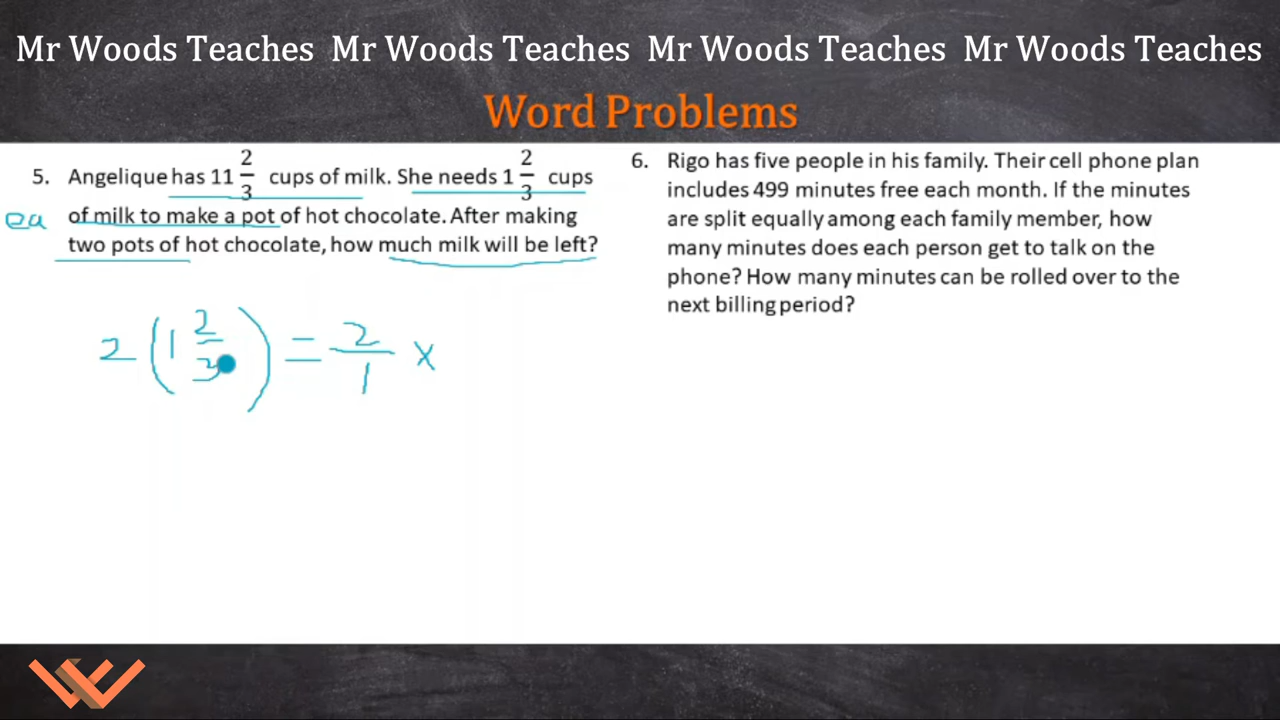 Mr Woods Teaches Mr Woods Teaches Mr Woods Teaches Mr Woods Teaches
Word Problems
5. Angelique has 11 2/3 cups of milk. She needs 1 2/3 cups
ea of milk to make a pot of hot chocolate. After making
two pots of hot chocolate, how much milk will be left?
2 (1 2/3) = 2/1 x
6. Rigo has five people in his family. Their cell phone plan
includes 499 minutes free each month. If the minutes
are split equally among each family member, how
many minutes does each person get to talk on the
phone? How many minutes can be rolled over to the
next billing period?